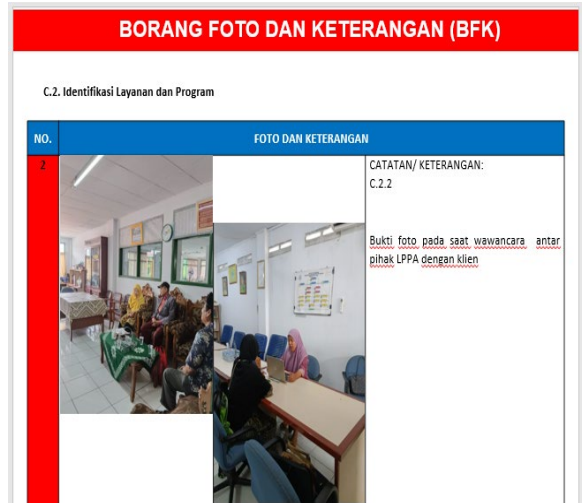 BORANG FOTO DAN KETERANGAN (BFK)
C.2. Identifikasi Layanan dan Program
NO.
FOTO DAN KETERANGAN
2
CATATAN/ KETERANGAN:
C.2.2
Bukti foto pada saat wawancara antar
pihak LPPA dengan klien